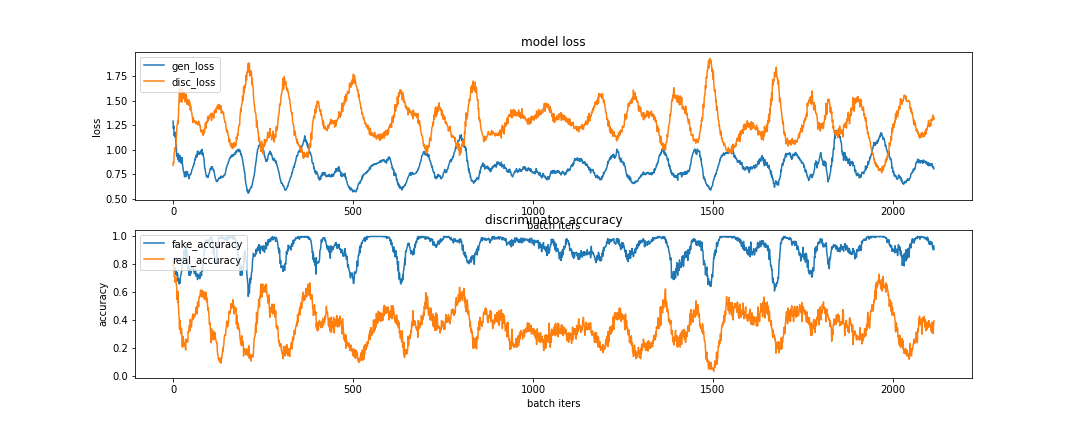 model loss
gen_loss
disc_loss
loss
1.75
1.50
1.25
1.00
0.75
0.50
0
500
1000
1500
2000
batch iters
discriminator accuracy
fake_accuracy
real_accuracy
accuracy
1.0
0.8
0.6
0.4
0.2
0.0
0
500
1000
1500
2000
batch iters